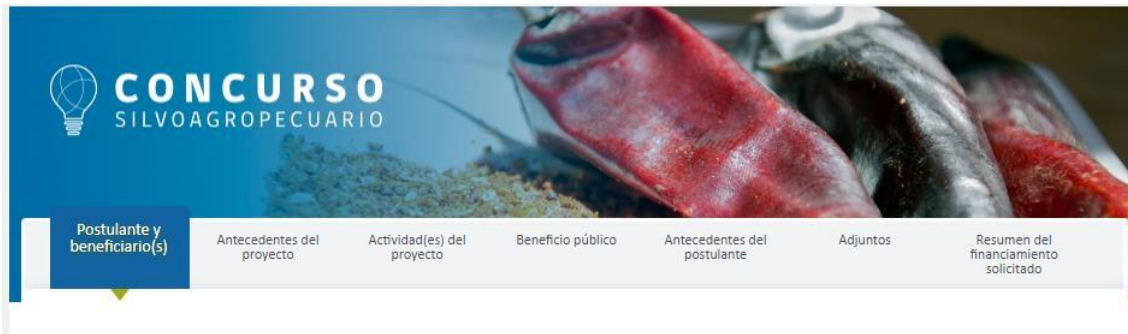 CONCURSO
SILVOAGROPECUARIO
Postulante y
beneficiario(s)
Antecedentes del
proyecto
Actividad(es) del
proyecto
Beneficio público
Antecedentes del
postulante
Adjuntos
Resumen del
financiamiento
solicitado